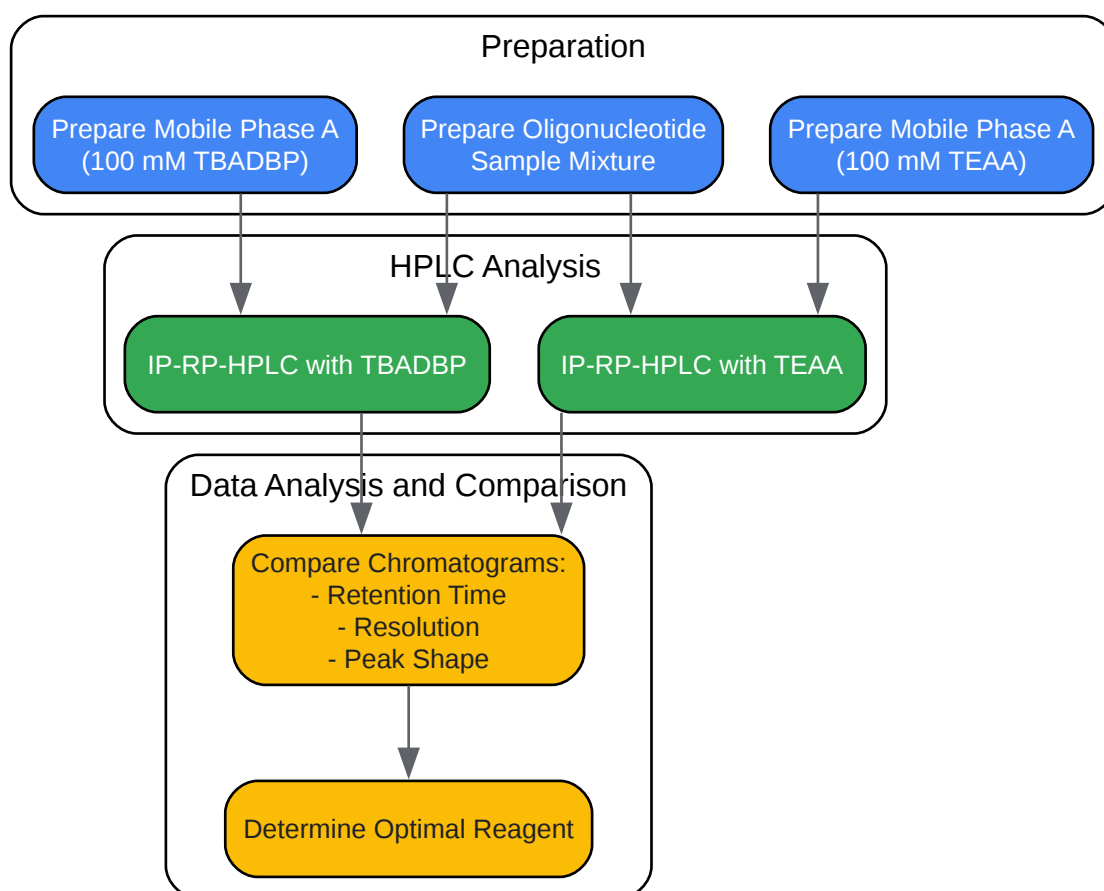 Preparation
Prepare Mobile Phase A
(100 mM TBADBP)
Prepare Oligonucleotide
Sample Mixture
Prepare Mobile Phase A
(100 mM TEAA)
HPLC Analysis
IP-RP-HPLC with TBADBP
IP-RP-HPLC with TEAA
Data Analysis and Comparison
Compare Chromatograms:
- Retention Time
- Resolution
- Peak Shape
Determine Optimal Reagent